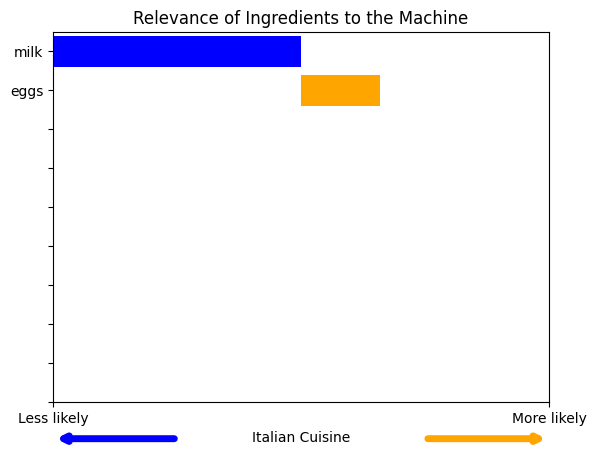 Relevance of Ingredients to the Machine
milk
eggs
Less likely
More likely
Italian Cuisine